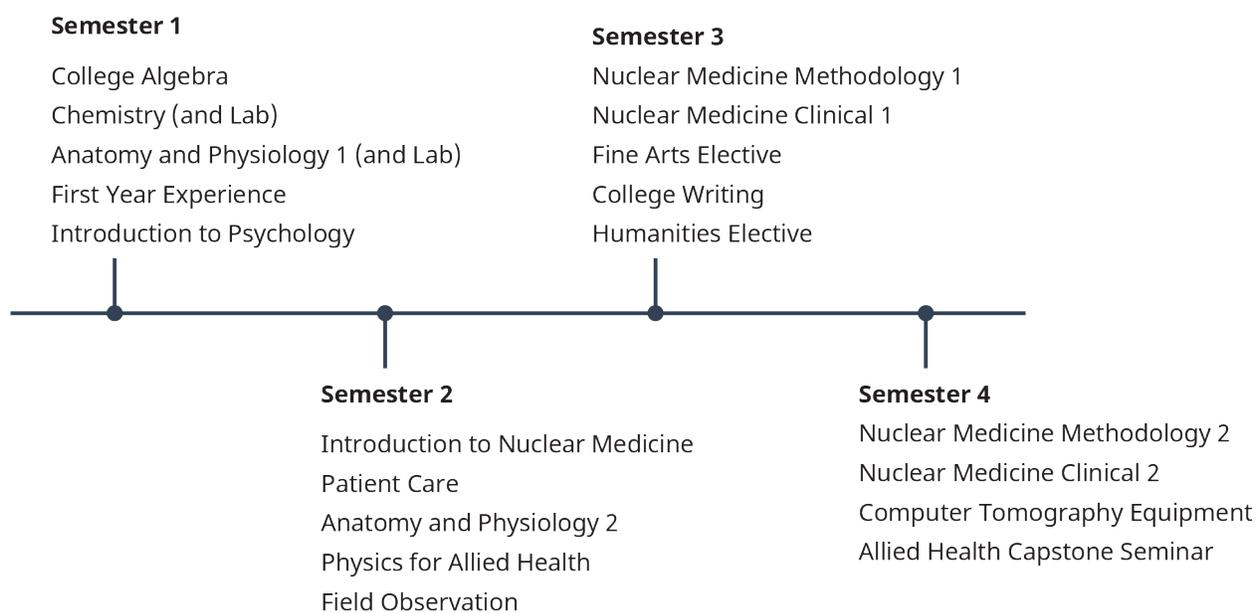 Semester 1
College Algebra
Chemistry (and Lab)
Anatomy and Physiology 1 (and Lab)
First Year Experience
Introduction to Psychology
Semester 2
Introduction to Nuclear Medicine
Patient Care
Anatomy and Physiology 2
Physics for Allied Health
Field Observation
Semester 3
Nuclear Medicine Methodology 1
Nuclear Medicine Clinical 1
Fine Arts Elective
College Writing
Humanities Elective
Semester 4
Nuclear Medicine Methodology 2
Nuclear Medicine Clinical 2
Computer Tomography Equipment
Allied Health Capstone Seminar